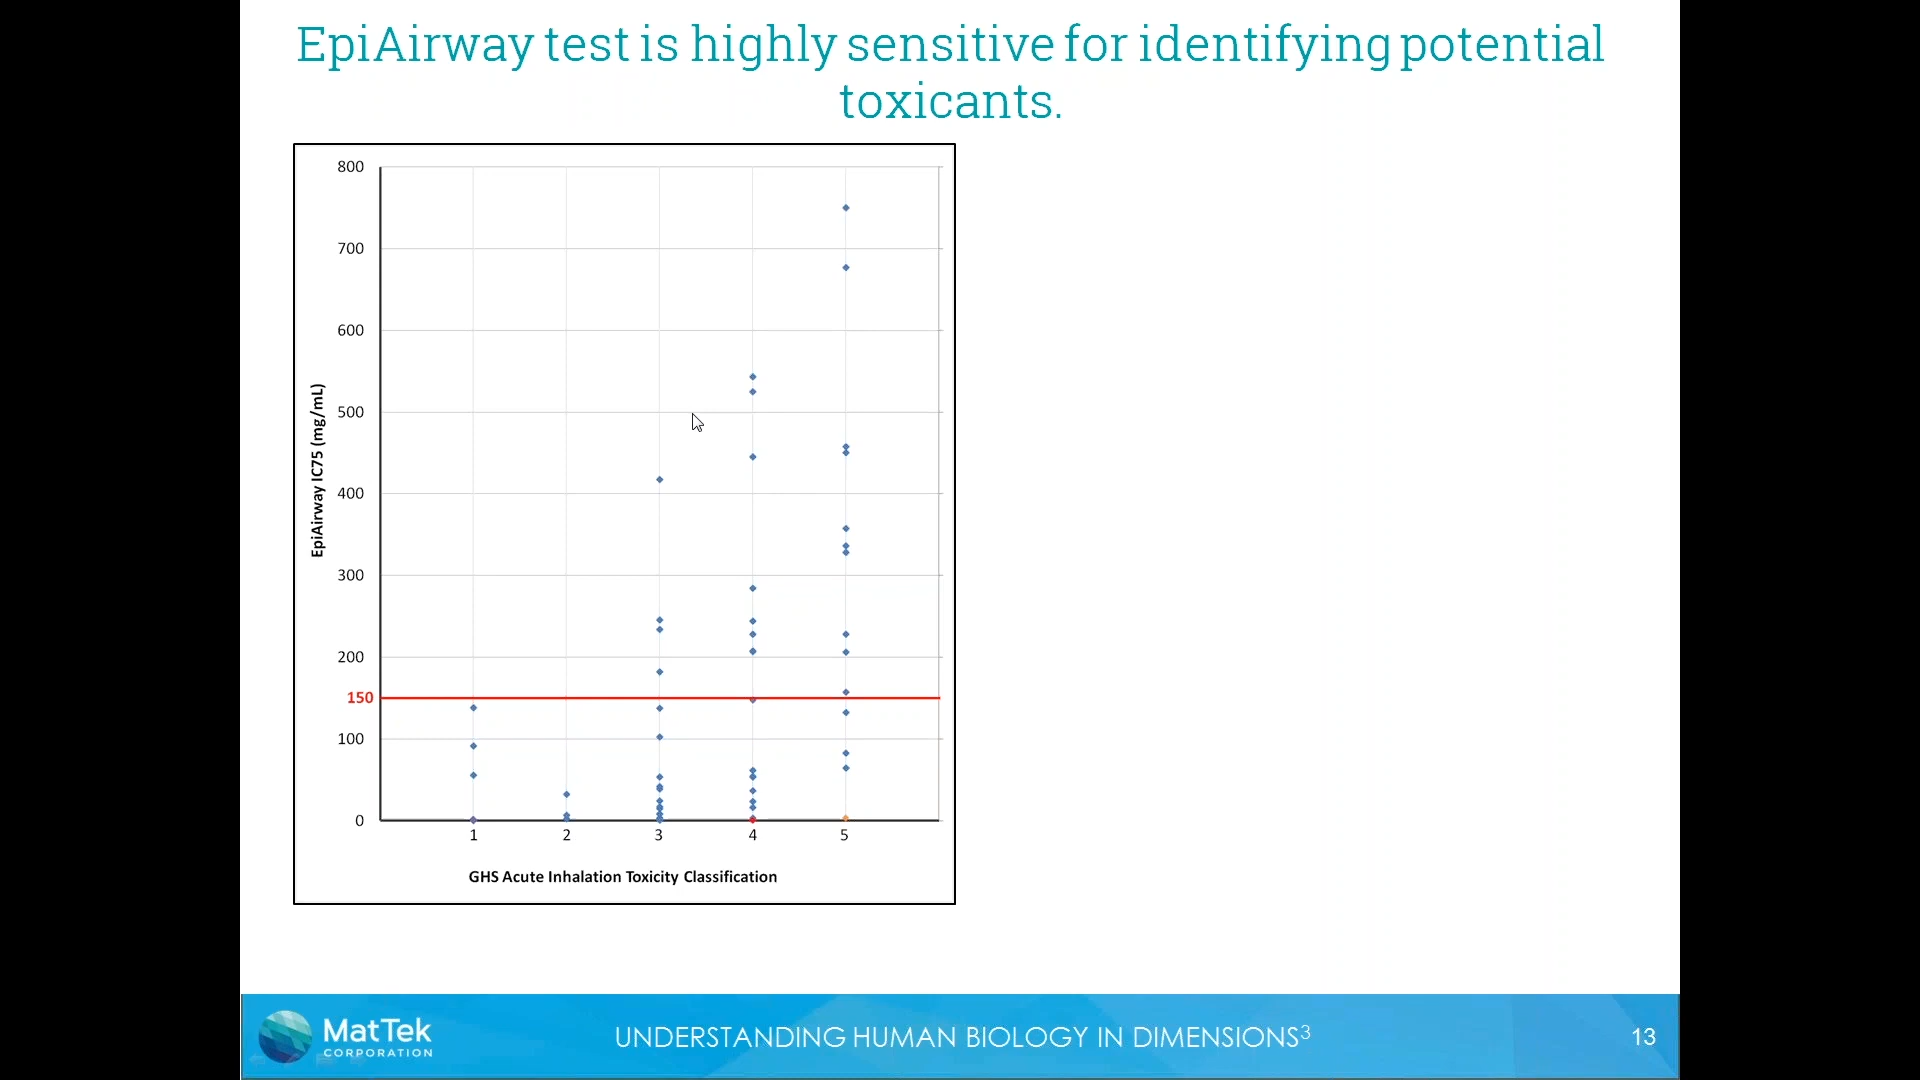 EpiAirway test is highly sensitive for identifying potential
toxicants.
800
700
600
500
400
300
200
150
100
0
EpiAirway IC75 (mg/mL)
1 2 3 4 5
GHS Acute Inhalation Toxicity Classification
MatTek
CORPORATION
UNDERSTANDING HUMAN BIOLOGY IN DIMENSIONS³
13